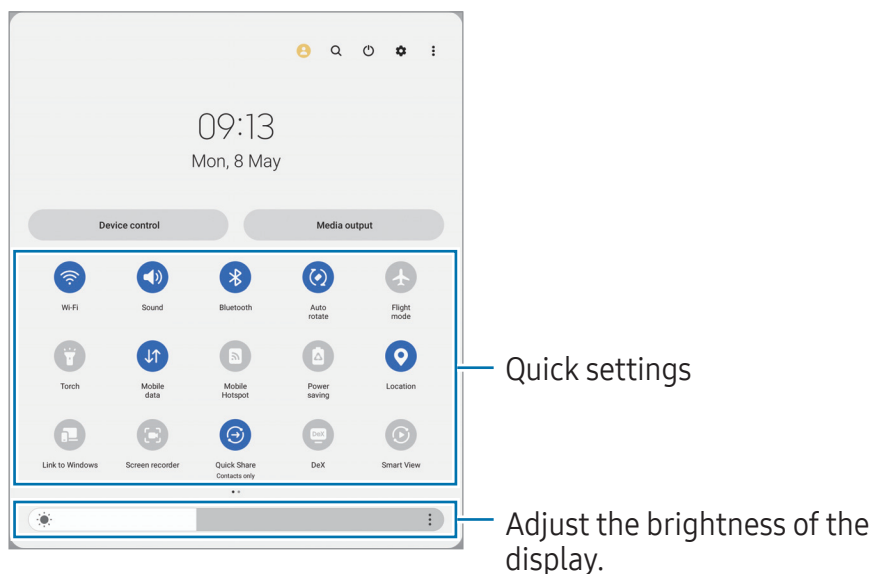 09:13
Mon, 8 May
Device control
Media output
Wi-Fi
Sound
Bluetooth
Auto
rotate
Flight
mode
Torch
Mobile
data
Mobile
Hotspot
Power
saving
Location
Link to Windows
Screen recorder
Quick Share
Contacts only
DeX
DeX
Smart View
Quick settings
Adjust the brightness of the
display.